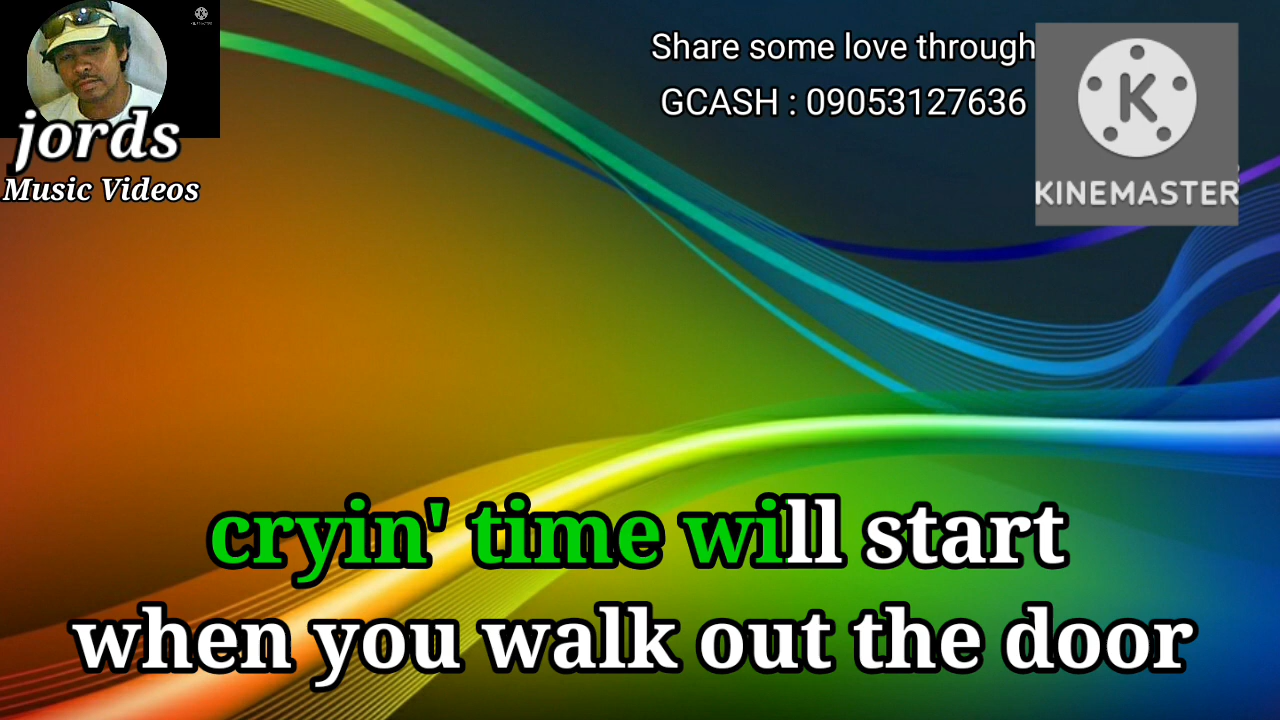 Share some love through
GCASH : 09053127636
K
KINEMASTER
jords
Music Videos
cryin' time will start
when you walk out the door